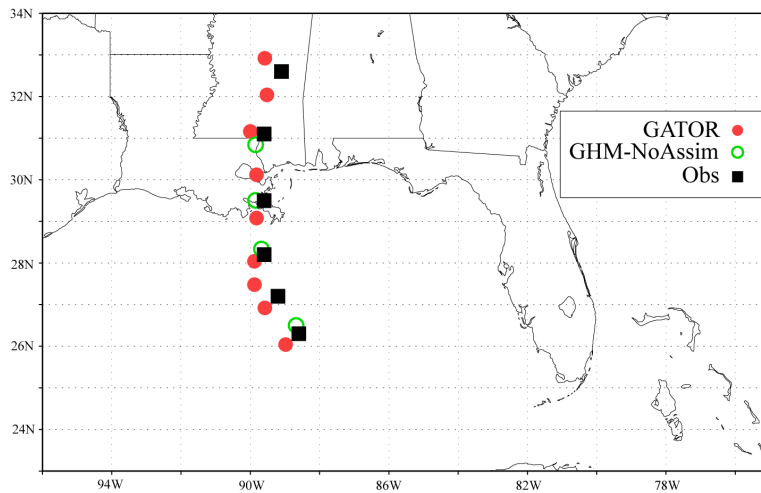 34N
32N
30N
28N
26N
24N
94W
90W
86W
82W
78W
GATOR
GHM-NoAssim
Obs